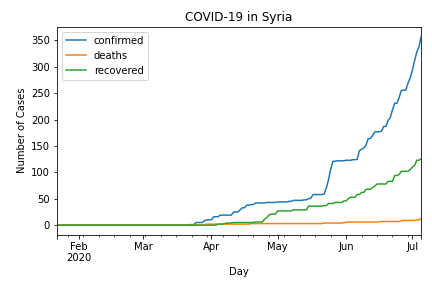 COVID-19 in Syria
confirmed
deaths
recovered
Number of Cases
350
300
250
200
150
100
50
0
Feb Mar Apr May Jun Jul
2020
Day